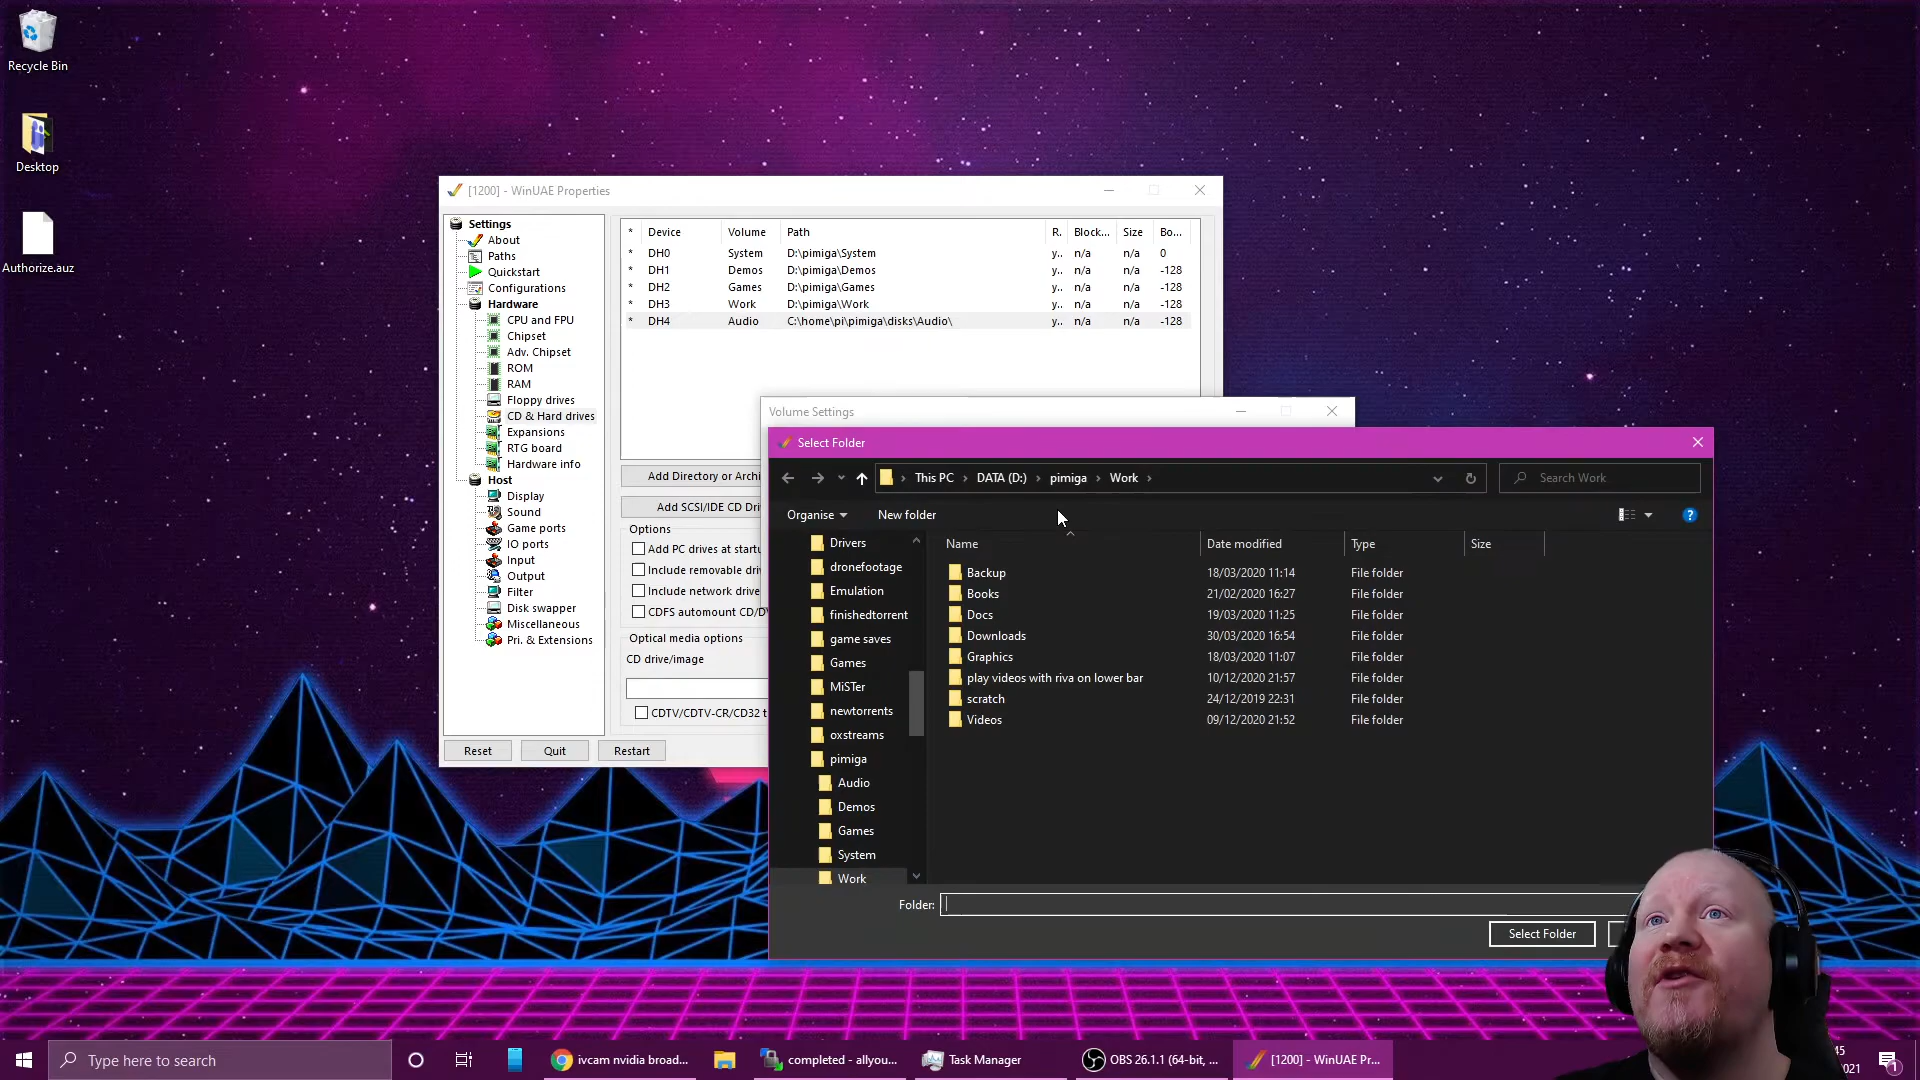 Recycle Bin
Desktop
Authorize.auz
[1200] - WinUAE Properties
Settings
About
Paths
Quickstart
Configurations
Hardware
CPU and FPU
Chipset
Adv. Chipset
ROM
RAM
Floppy drives
CD & Hard drives
Expansions
RTG board
Hardware info
Host
Display
Sound
Game ports
IO ports
Input
Output
Filter
Disk swapper
Miscellaneous
Pri. & Extensions
Reset Quit Restart
* Device Volume Path R. Block... Size Bo...
* DH0 System D:\pimiga\System y.. n/a n/a 0
* DH1 Demos D:\pimiga\Demos y.. n/a n/a -128
* DH2 Games D:\pimiga\Games y.. n/a n/a -128
* DH3 Work D:\pimiga\Work y.. n/a n/a -128
* DH4 Audio C:\home\pi\pimiga\disks\Audio\ y.. n/a n/a -128
Add Directory or Archi
Add SCSI/IDE CD Dri
Options
Add PC drives at startu
Include removable dri
Include network drive
CDFS automount CD/D
Optical media options
CD drive/image
CDTV/CDTV-CR/CD32 t
Volume Settings
Select Folder
This PC › DATA (D:) › pimiga › Work ›
Search Work
Organise New folder
Drivers
dronefootage
Emulation
finishedtorrent
game saves
Games
MiSTer
newtorrents
oxstreams
pimiga
Audio
Demos
Games
System
Work
Name Date modified Type Size
Backup 18/03/2020 11:14 File folder
Books 21/02/2020 16:27 File folder
Docs 19/03/2020 11:25 File folder
Downloads 30/03/2020 16:54 File folder
Graphics 18/03/2020 11:07 File folder
play videos with riva on lower bar 10/12/2020 21:57 File folder
scratch 24/12/2019 22:31 File folder
Videos 09/12/2020 21:52 File folder
Folder:
Select Folder
Type here to search
ivcam nvidia broad...
completed - allyou...
Task Manager
OBS 26.1.1 (64-bit, ...
[1200] - WinUAE Pr...
45
021
1